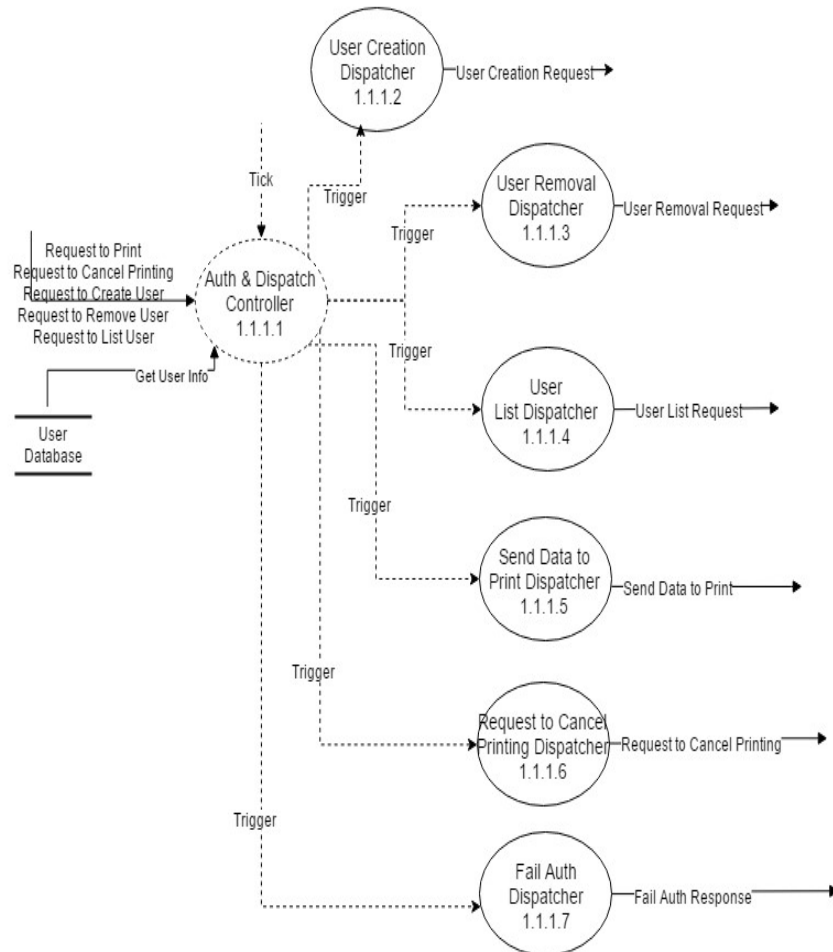 User Creation
Dispatcher
1.1.1.2
User Creation Request
Tick
Trigger
User Removal
Dispatcher
1.1.1.3
User Removal Request
Trigger
Request to Print
Request to Cancel Printing
Request to Create User
Request to Remove User
Request to List User
Auth & Dispatch
Controller
1.1.1.1
Get User Info
User
Database
Trigger
User
List Dispatcher
1.1.1.4
User List Request
Trigger
Send Data to
Print Dispatcher
1.1.1.5
Send Data to Print
Trigger
Request to Cancel
Printing Dispatcher
1.1.1.6
Request to Cancel Printing
Trigger
Fail Auth
Dispatcher
1.1.1.7
Fail Auth Response